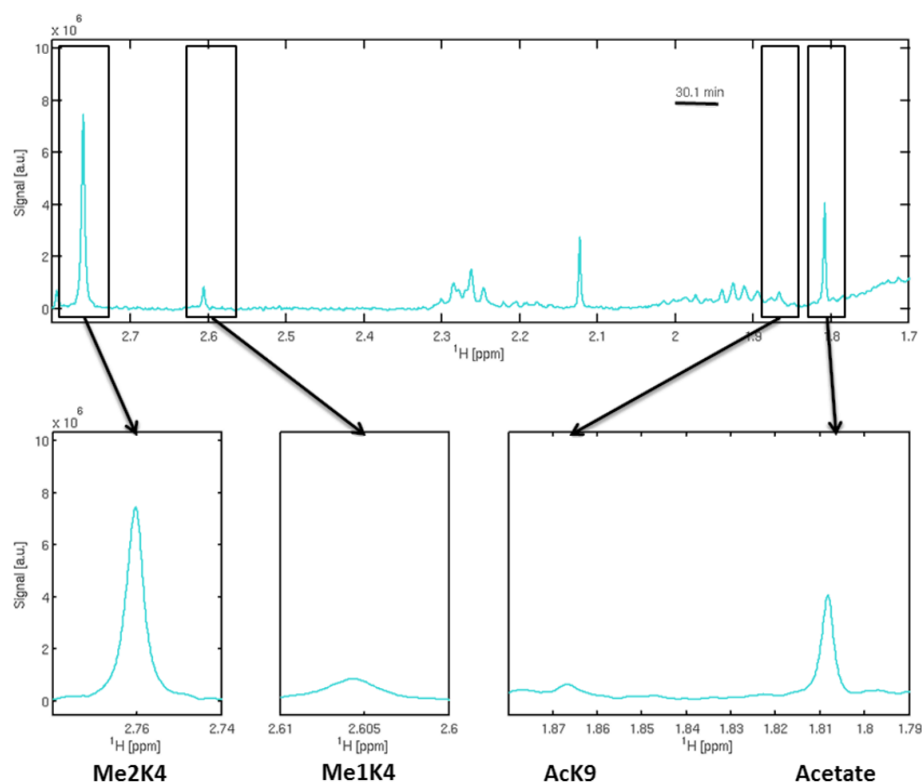 x 10 6
10
8
6
4
2
0
Signal [a.u.]
30.1 min
2.7 2.6 2.5 2.4 2.3 2.2 2.1 2 1.9 1.8 1.7
1H [ppm]
x 10 6
10
8
6
4
2
0
Signal [a.u.]
2.76 2.74
1H [ppm]
2.61 2.605 2.6
1H [ppm]
1.87 1.86 1.85 1.84 1.83 1.82 1.81 1.8 1.79
1H [ppm]
Me2K4 Me1K4 AcK9 Acetate